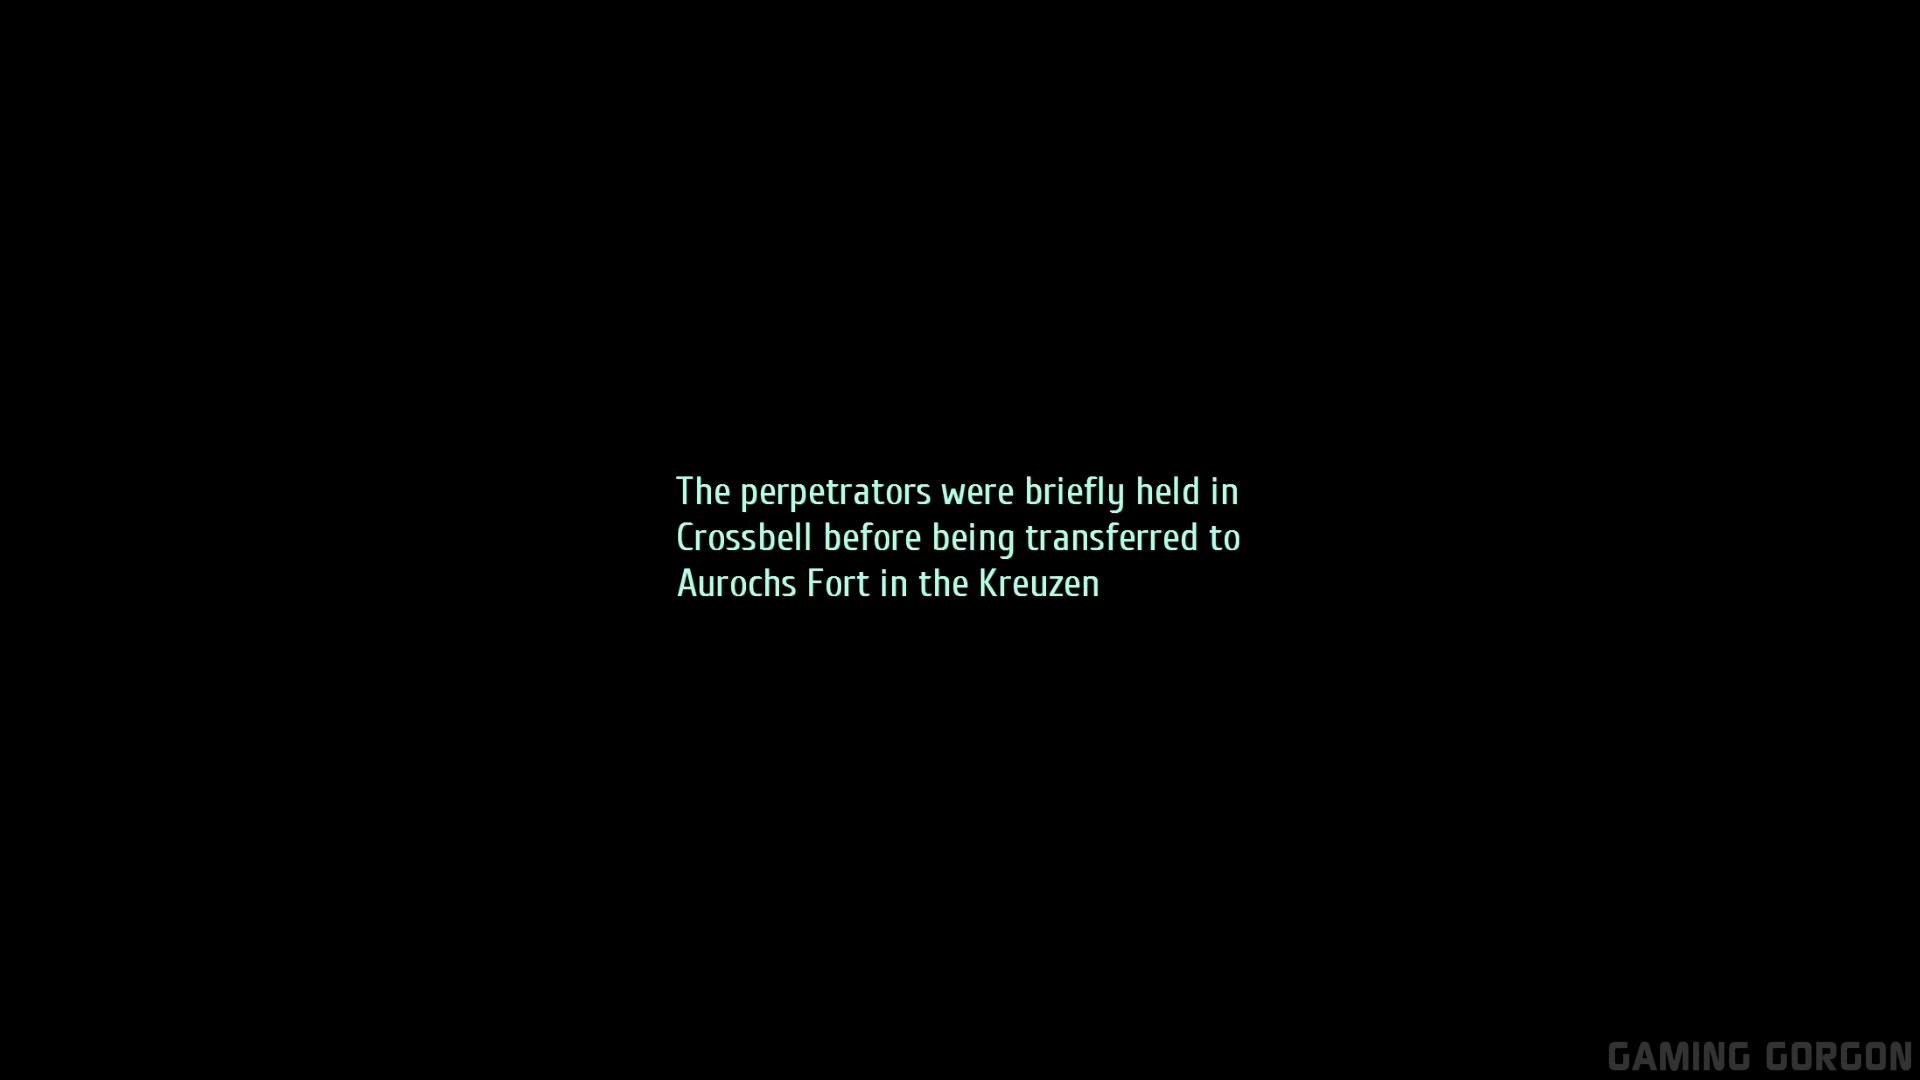 The perpetrators were briefly held in
Crossbell before being transferred to
Aurochs Fort in the Kreuzen
GAMING GORGON